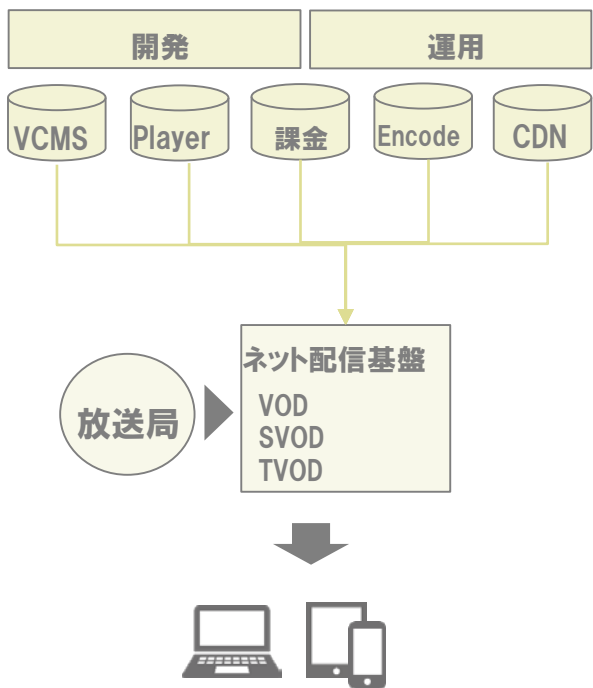 開発
運用
VCMS
Player
課金
Encode
CDN
ネット配信基盤
VOD
SVOD
TVOD
放送局